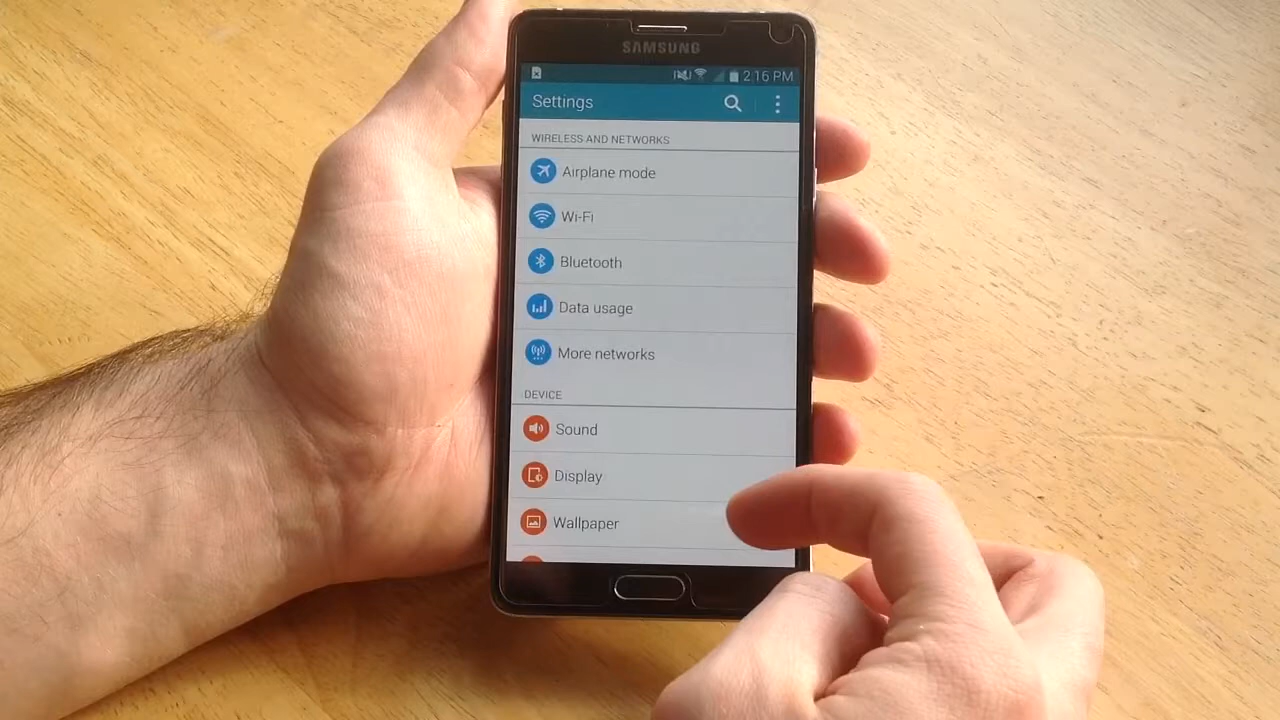 SAMSUNG
2:16 PM
Settings
WIRELESS AND NETWORKS
Airplane mode
Wi-Fi
Bluetooth
Data usage
More networks
DEVICE
Sound
Display
Wallpaper